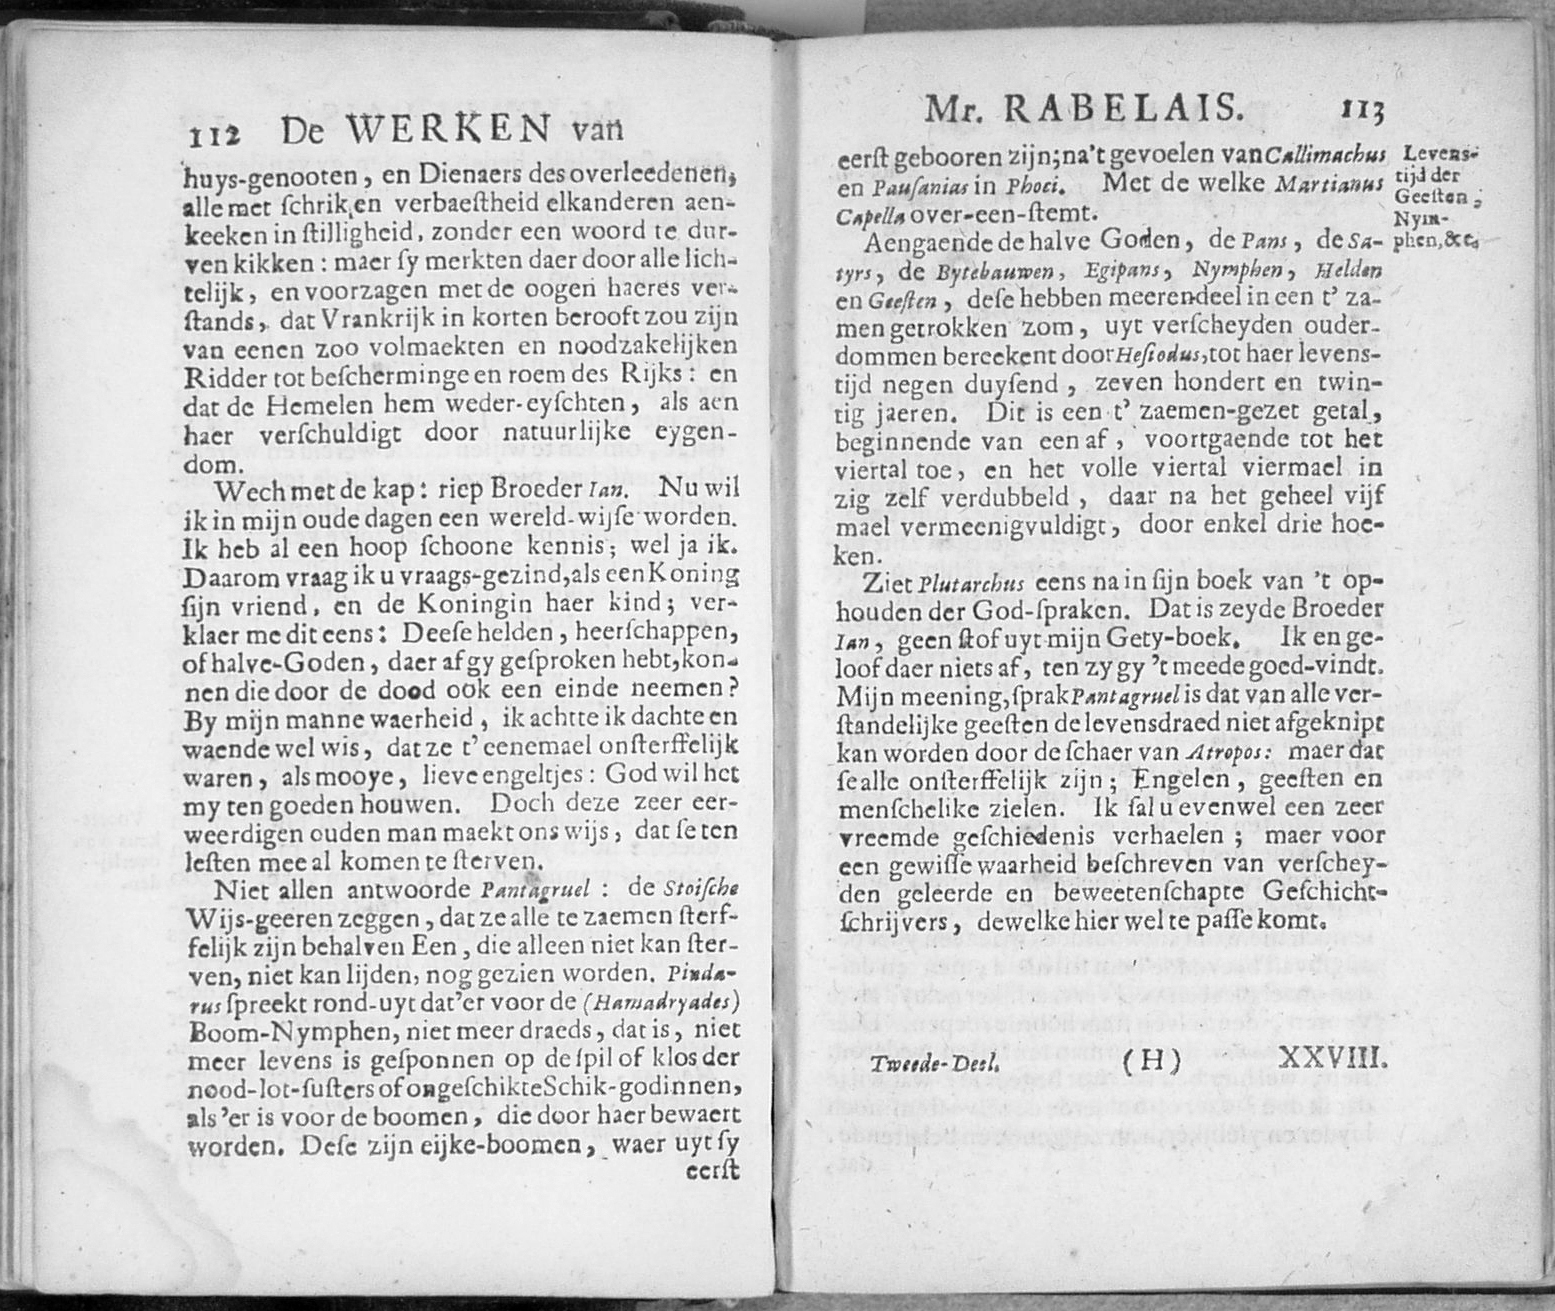 112 De WERKEN van
huys-genooten, en Dienaers des overleedenen,
alle met ſchrik, en verbaeſtheid elkanderen aen-
keeken in ſtilligheid, zonder een woord te dur-
ven kikken: maer ſy merkten daer door alle lich-
telijk, en voorzagen met de oogen haeres ver-
ſtands, dat Vrankrijk in korten berooft zou zijn
van eenen zoo volmaekten en noodzakelijken
Ridder tot beſcherminge en roem des Rijks: en
dat de Hemelen hem weder-eyſchten, als aen
haer verſchuldigt door natuurlijke eygen-
dom.
Wech met de kap: riep Broeder Ian. Nu wil
ik in mijn oude dagen een wereld-wijſe worden.
Ik heb al een hoop ſchoone kennis; wel ja ik.
Daarom vraag ik u vraags-gezind, als een Koning
ſijn vriend, en de Koningin haer kind; ver-
klaer me dit eens: Deeſe helden, heerſchappen,
of halve-Goden, daer af gy geſproken hebt, kon-
nen die door de dood ook een einde neemen?
By mijn manne waerheid, ik achtte ik dachte en
waende wel wis, dat ze t' eenemael onſterffelijk
waren, als mooye, lieve engeltjes: God wil het
my ten goeden houwen. Doch deze zeer eer-
weerdigen ouden man maekt ons wijs, dat ſe ten
leſten mee al komen te ſterven.
Niet allen antwoorde Pantagruel: de Stoiſche
Wijs-geeren zeggen, dat ze alle te zaemen ſterf-
felijk zijn behalven Een, die alleen niet kan ſter-
ven, niet kan lijden, nog gezien worden. Pinda-
rus ſpreekt rond-uyt dat'er voor de (Hamadryades)
Boom-Nymphen, niet meer draeds, dat is, niet
meer levens is geſponnen op de ſpil of klos der
nood-lot-ſuſters of ongeſchikte Schik-godinnen,
als 'er is voor de boomen, die door haer bewaert
worden. Deſe zijn eijke-boomen, waer uyt ſy
eerſt
Mr. RABELAIS. 113
eerſt gebooren zijn; na't gevoelen van Callimachus
en Pauſanias in Phoci. Met de welke Martianus
Capella over-een-ſtemt.
Levens-
tijd der
Geeſten,
Nym-
phen, &c.
Aengaende de halve Goden, de Pans, de Sa-
tyrs, de Bytebauwen, Egipans, Nymphen, Helden
en Geeſten, deſe hebben meerendeel in een t' za-
men getrokken zom, uyt verſcheyden ouder-
dommen bereekent door Heſiodus, tot haer levens-
tijd negen duyſend, zeven hondert en twin-
tig jaeren. Dit is een t' zaemen-gezet getal,
beginnende van een af, voortgaende tot het
viertal toe, en het volle viertal viermael in
zig zelf verdubbeld, daar na het geheel vijf
mael vermeenigvuldigt, door enkel drie hoe-
ken.
Ziet Plutarchus eens na in ſijn boek van 't op-
houden der God-ſpraken. Dat is zeyde Broeder
Ian, geen ſtof uyt mijn Gety-boek. Ik en ge-
loof daer niets af, ten zy gy 't meede goed-vindt.
Mijn meening, ſprak Pantagruel is dat van alle ver-
ſtandelijke geeſten de levensdraed niet afgeknipt
kan worden door de ſchaer van Atropos: maer dat
ſe alle onſterffelijk zijn; Engelen, geeſten en
menſchelike zielen. Ik ſal u evenwel een zeer
vreemde geſchiedenis verhaelen; maer voor
een gewiſſe waarheid beſchreven van verſchey-
den geleerde en beweetenſchapte Geſchicht-
ſchrijvers, dewelke hier wel te paſſe komt.
Tweede-Deel. (H) XXVIII.